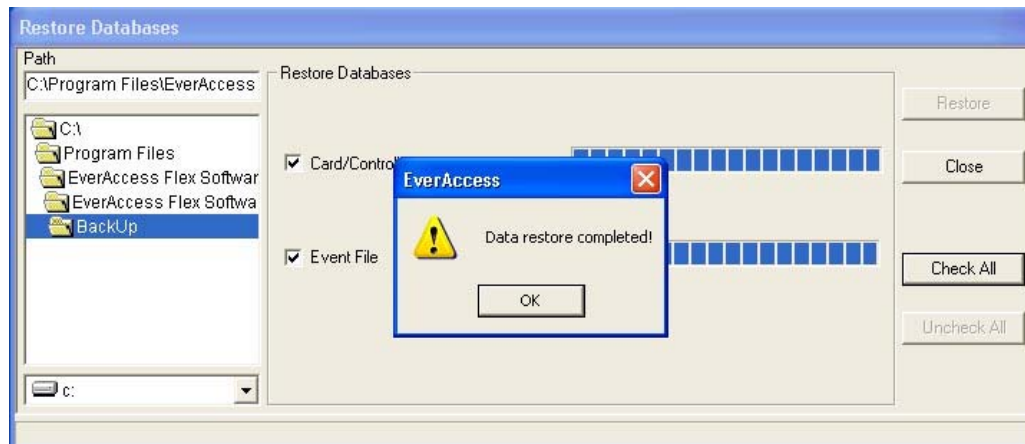 Restore Databases
Path
C:\Program Files\EverAccess
Restore Databases
Restore
C:\
Program Files
EverAccess Flex Softwar
EverAccess Flex Softwa
BackUp
Card/Contro
Close
EverAccess
Data restore completed!
OK
Event File
Check All
Uncheck All
c: